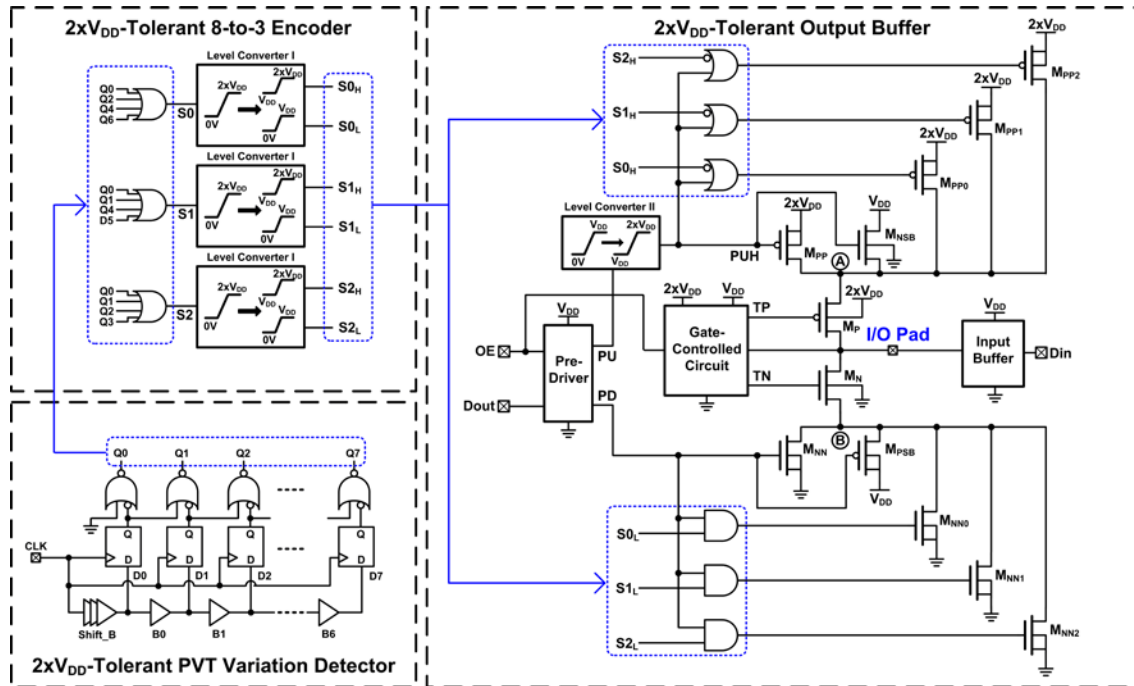 2xVDD-Tolerant 8-to-3 Encoder
Level Converter I
Q0
Q2
Q4
Q6
S0
2xVDD
0V
2xVDD
VDD
VDD
0V
S0H
S0L
Level Converter I
Q0
Q1
Q4
D5
S1
2xVDD
0V
2xVDD
VDD
VDD
0V
S1H
S1L
Level Converter I
Q0
Q1
Q2
Q3
S2
2xVDD
0V
2xVDD
VDD
VDD
0V
S2H
S2L
Q0
Q1
Q2
Q7
Q
Q
Q
Q
CLK
D
D
D
D
D0
D1
D2
D7
Shift_B
B0
B1
B6
2xVDD-Tolerant PVT Variation Detector
2xVDD-Tolerant Output Buffer
S2H
S1H
S0H
2xVDD
MPP2
2xVDD
MPP1
2xVDD
MPP0
Level Converter II
VDD
0V
2xVDD
VDD
PUH
2xVDD
MPP
VDD
MNSB
A
OE
Dout
VDD
Pre-
Driver
PU
PD
2xVDD
VDD
Gate-
Controlled
Circuit
TP
TN
2xVDD
MP
MN
I/O Pad
VDD
Input
Buffer
Din
B
MNN
MPSB
VDD
S0L
S1L
S2L
MNN0
MNN1
MNN2